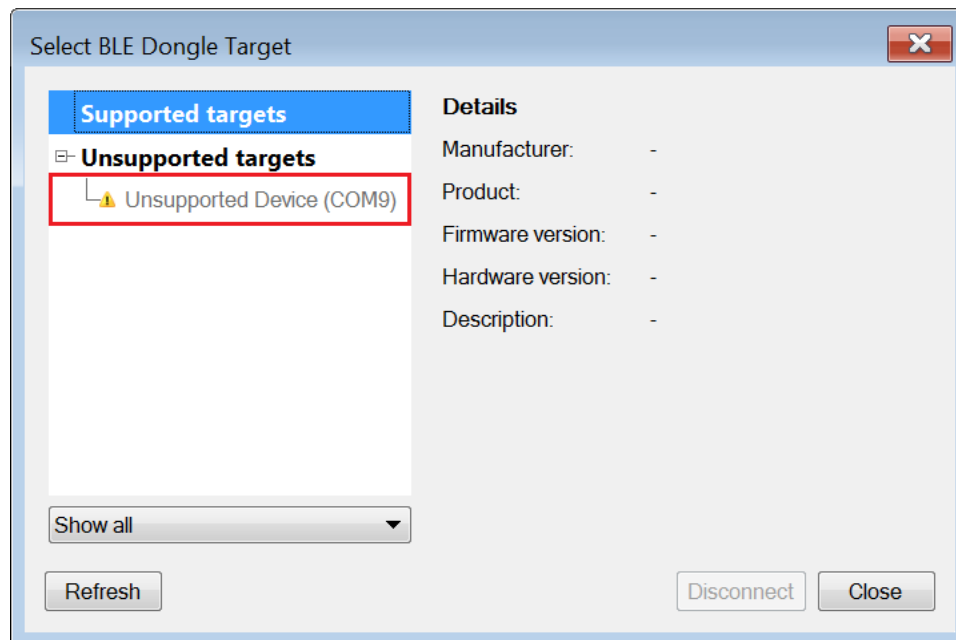 Select BLE Dongle Target
Supported targets
Unsupported targets
Unsupported Device (COM9)
Show all
Refresh
Details
Manufacturer: -
Product: -
Firmware version: -
Hardware version: -
Description: -
Disconnect
Close